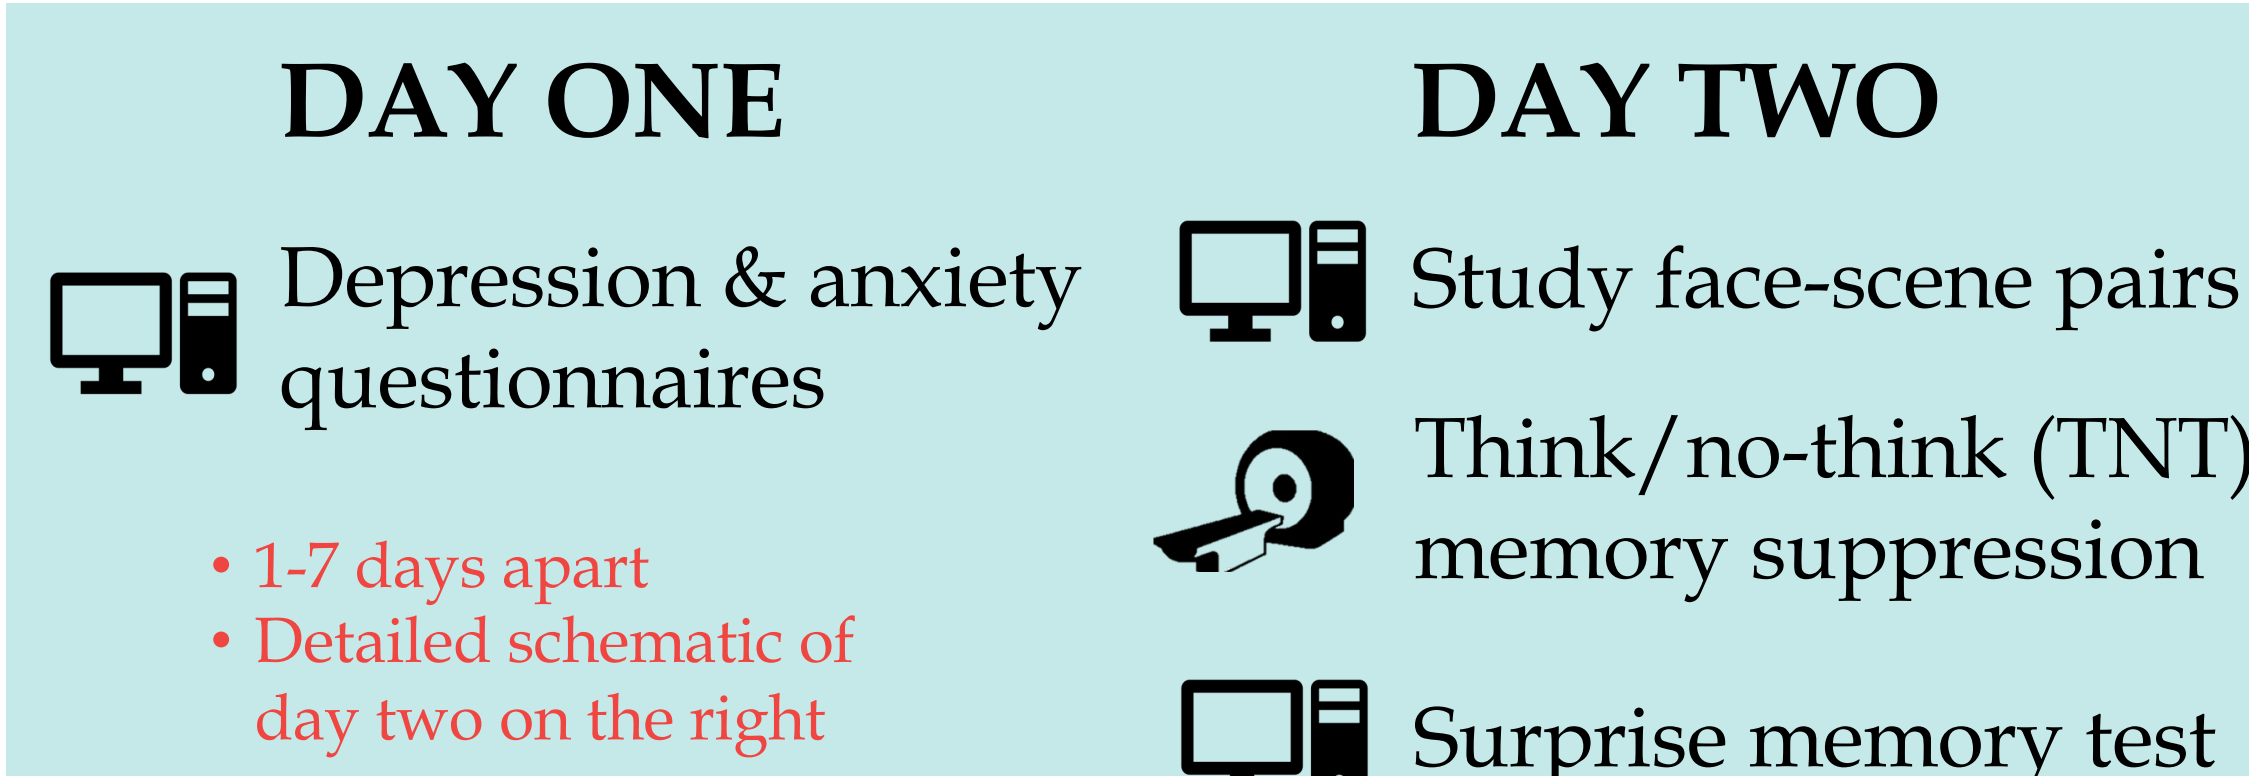 DAY ONE
Depression & anxiety
questionnaires
• 1-7 days apart
• Detailed schematic of
day two on the right
DAY TWO
Study face-scene pairs
Think/no-think (TNT)
memory suppression
Surprise memory test